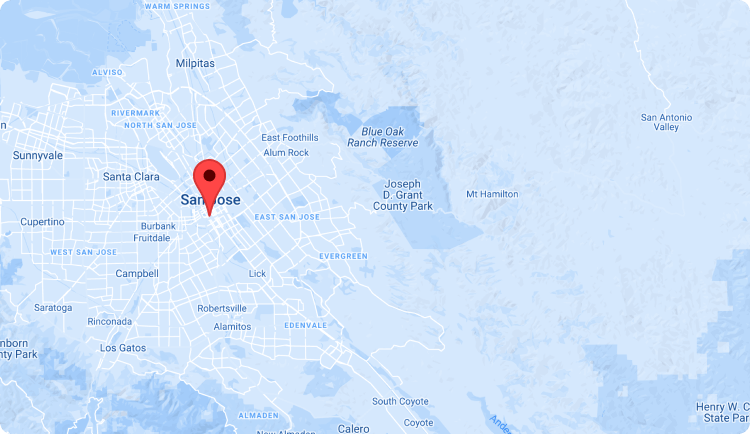 WARM SPRINGS
Milpitas
ALVISO
RIVERMARK
NORTH SAN JOSE
San Antonio
Valley
East Foothills
Blue Oak
Ranch Reserve
Alum Rock
Sunnyvale
Santa Clara
Joseph
D. Grant
County Park
Mt Hamilton
San Jose
EAST SAN JOSE
Cupertino
Burbank
Fruitdale
WEST SAN JOSE
EVERGREEN
Campbell
Lick
Saratoga
Robertsville
Rinconada
Alamitos
EDENVALE
nborn
nty Park
Los Gatos
South Coyote
Henry W. C
State Par
ALMADEN
Coyote
Ander
Calero
New Almaden